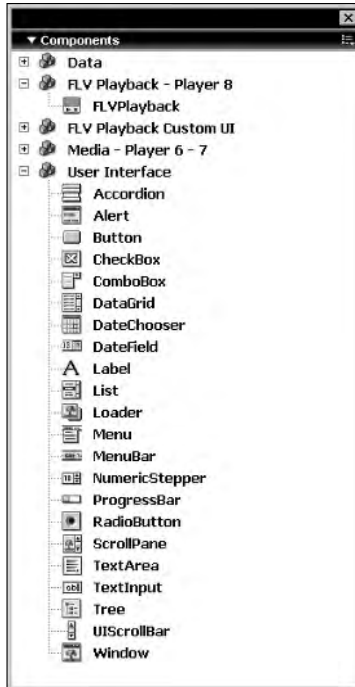 Components
Data
FLV Playback - Player 8
FLVPlayback
FLV Playback Custom UI
Media - Player 6 - 7
User Interface
Accordion
Alert
Button
CheckBox
ComboBox
DataGrid
DateChooser
DateField
Label
List
Loader
Menu
MenuBar
NumericStepper
ProgressBar
RadioButton
ScrollPane
TextArea
TextInput
Tree
UIScrollBar
Window